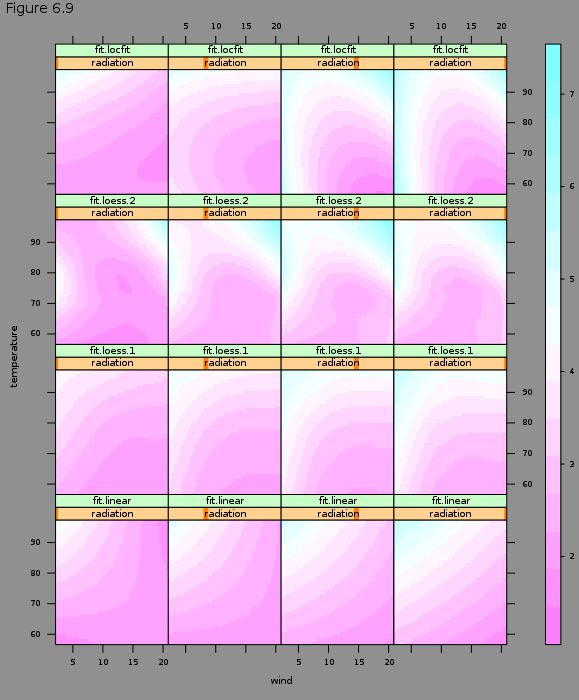 Figure 6.9
5 10 15 20 5 10 15 20
fit.locfit fit.locfit fit.locfit fit.locfit
radiation radiation radiation radiation
90
80
70
60
fit.loess.2 fit.loess.2 fit.loess.2 fit.loess.2
radiation radiation radiation radiation
90
80
70
60
fit.loess.1 fit.loess.1 fit.loess.1 fit.loess.1
radiation radiation radiation radiation
90
80
70
60
fit.linear fit.linear fit.linear fit.linear
radiation radiation radiation radiation
90
80
70
60
5 10 15 20 5 10 15 20
temperature
wind
7
6
5
4
3
2